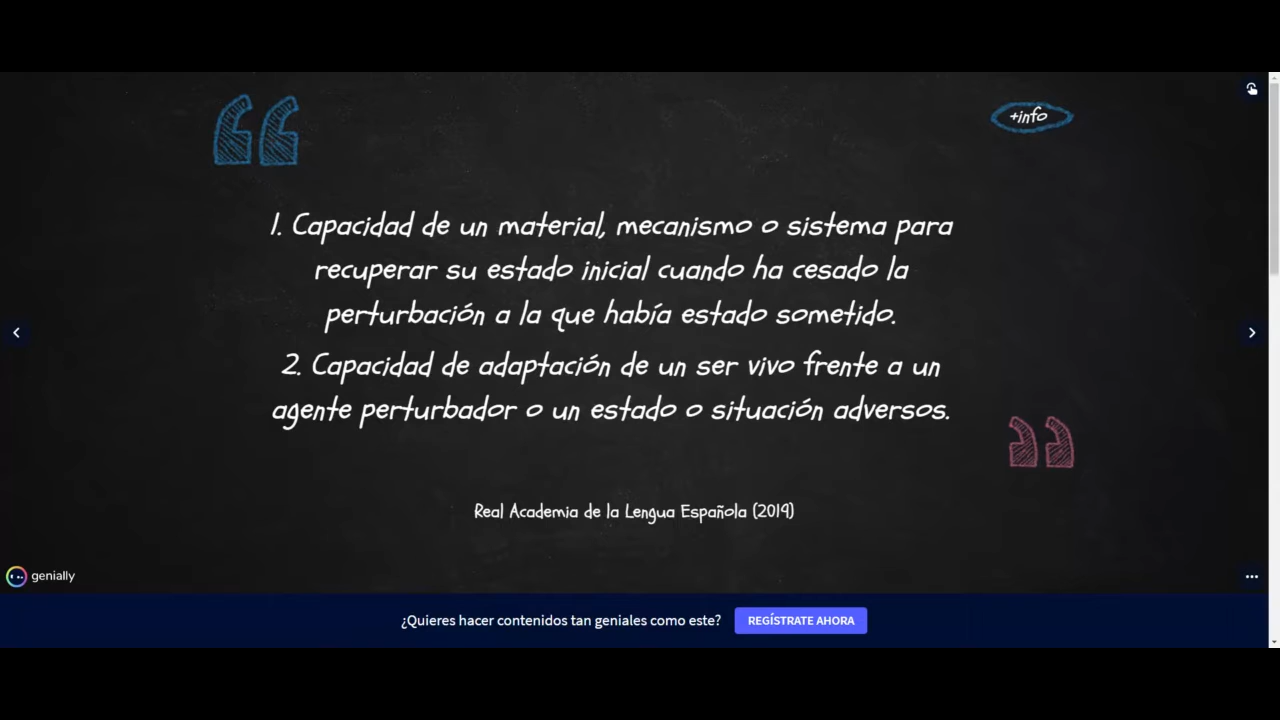 +info
1. Capacidad de un material, mecanismo o sistema para
recuperar su estado inicial cuando ha cesado la
perturbación a la que había estado sometido.
2. Capacidad de adaptación de un ser vivo frente a un
agente perturbador o un estado o situación adversos.
Real Academia de la Lengua Española (2019)
genially
¿Quieres hacer contenidos tan geniales como este? REGÍSTRATE AHORA